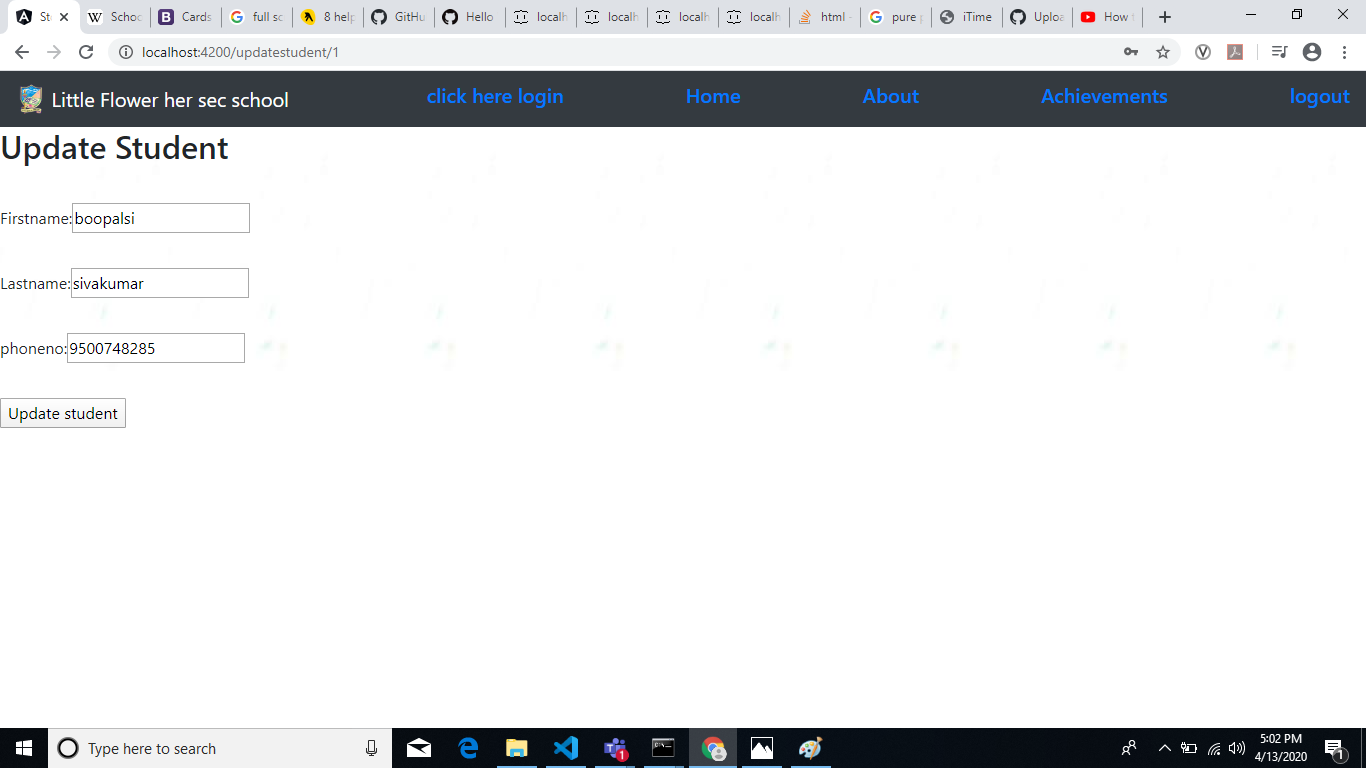 St
Schoo
Cards
full sc
8 help
GitHu
Hello
localh
localh
localh
localh
html -
pure p
iTime
Uploa
How t
localhost:4200/updatestudent/1
Little Flower her sec school
click here login
Home
About
Achievements
logout
Update Student
Firstname:boopalsi
Lastname:sivakumar
phoneno:9500748285
Update student
Type here to search
1
5:02 PM
4/13/2020
1